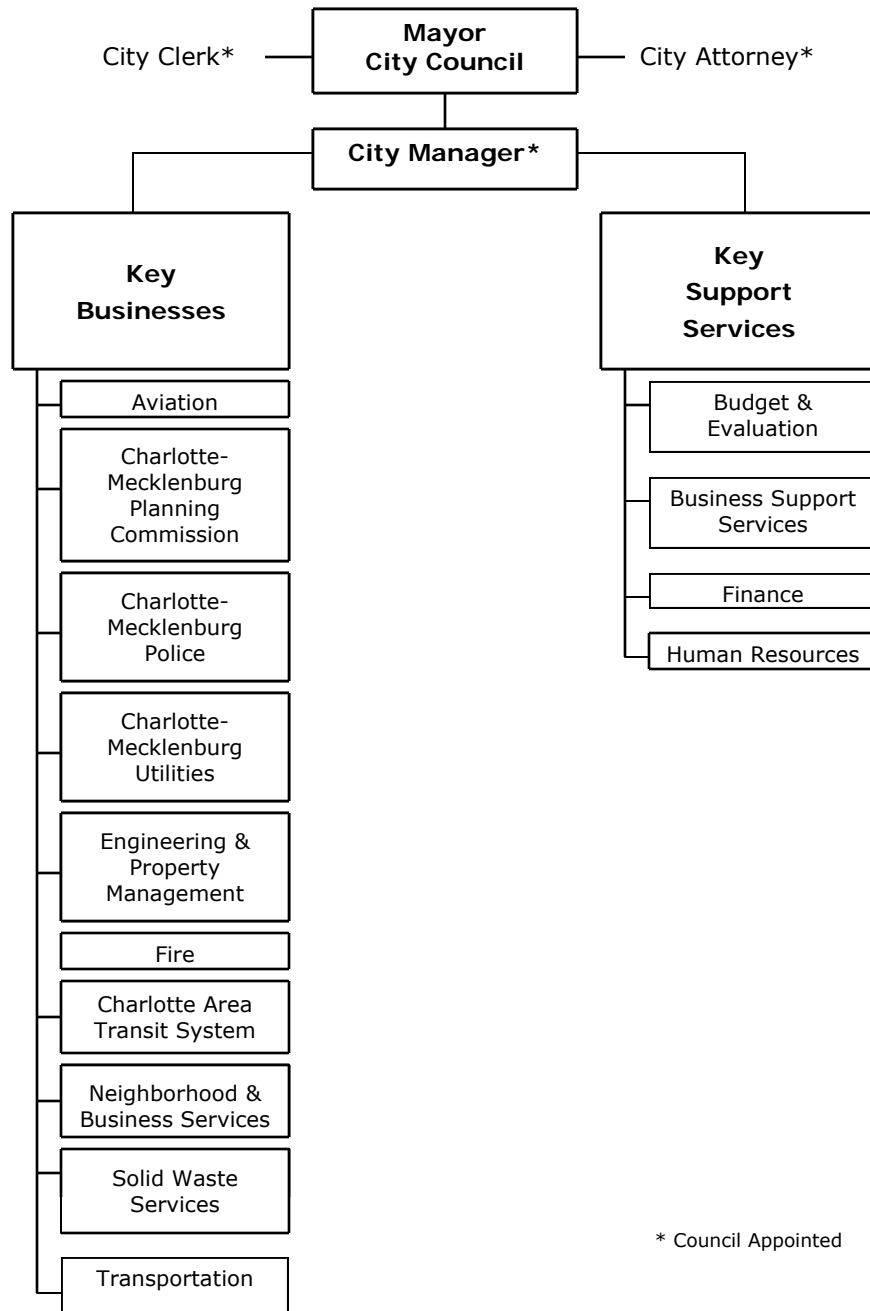 Mayor
City Council
City Clerk*
City Attorney*
City Manager*
Key
Businesses
Aviation
Charlotte-
Mecklenburg
Planning
Commission
Charlotte-
Mecklenburg
Police
Charlotte-
Mecklenburg
Utilities
Engineering &
Property
Management
Fire
Charlotte Area
Transit System
Neighborhood &
Business Services
Solid Waste
Services
Transportation
Key
Support
Services
Budget &
Evaluation
Business Support
Services
Finance
Human Resources
* Council Appointed